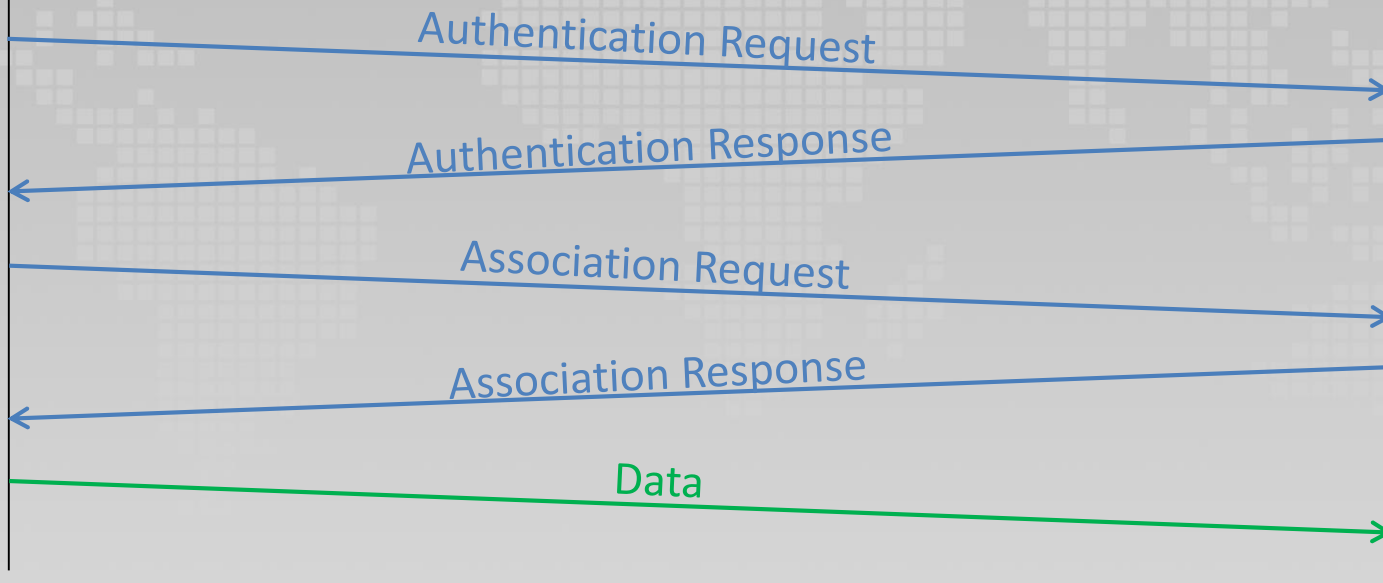 Authentication Request
Authentication Response
Association Request
Association Response
Data